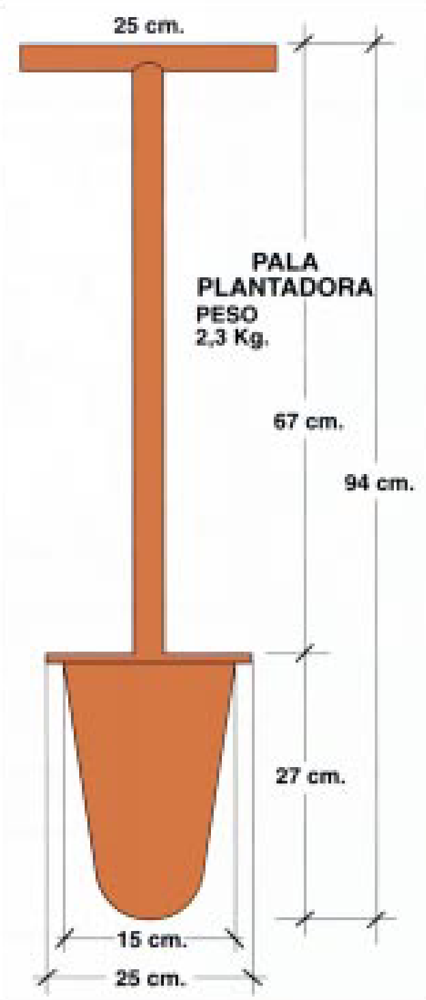 25 cm.
PALA
PLANTADORA
PESO
2,3 Kg.
67 cm.
94 cm.
27 cm.
15 cm.
25 cm.